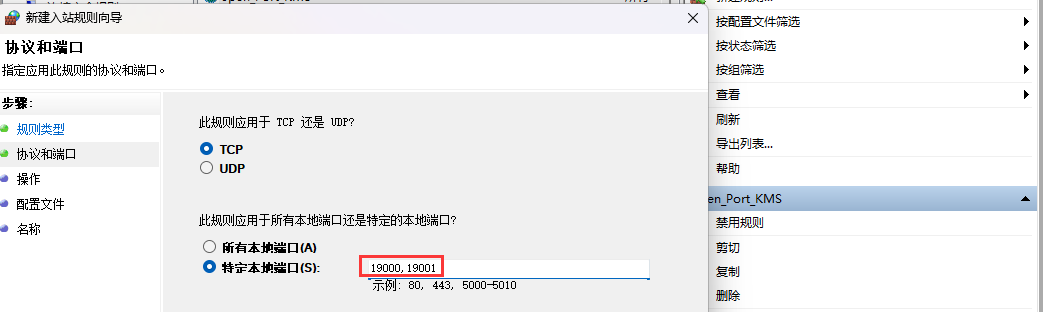 新建入站规则向导
协议和端口
指定应用此规则的协议和端口。
步骤:
规则类型
协议和端口
操作
配置文件
名称
此规则应用于 TCP 还是 UDP?
TCP
UDP
此规则应用于所有本地端口还是特定的本地端口?
所有本地端口(A)
特定本地端口(S):
19000,19001
示例: 80, 443, 5000-5010
按配置文件筛选
按状态筛选
按组筛选
查看
刷新
导出列表...
帮助
en_Port_KMS
禁用规则
剪切
复制
删除